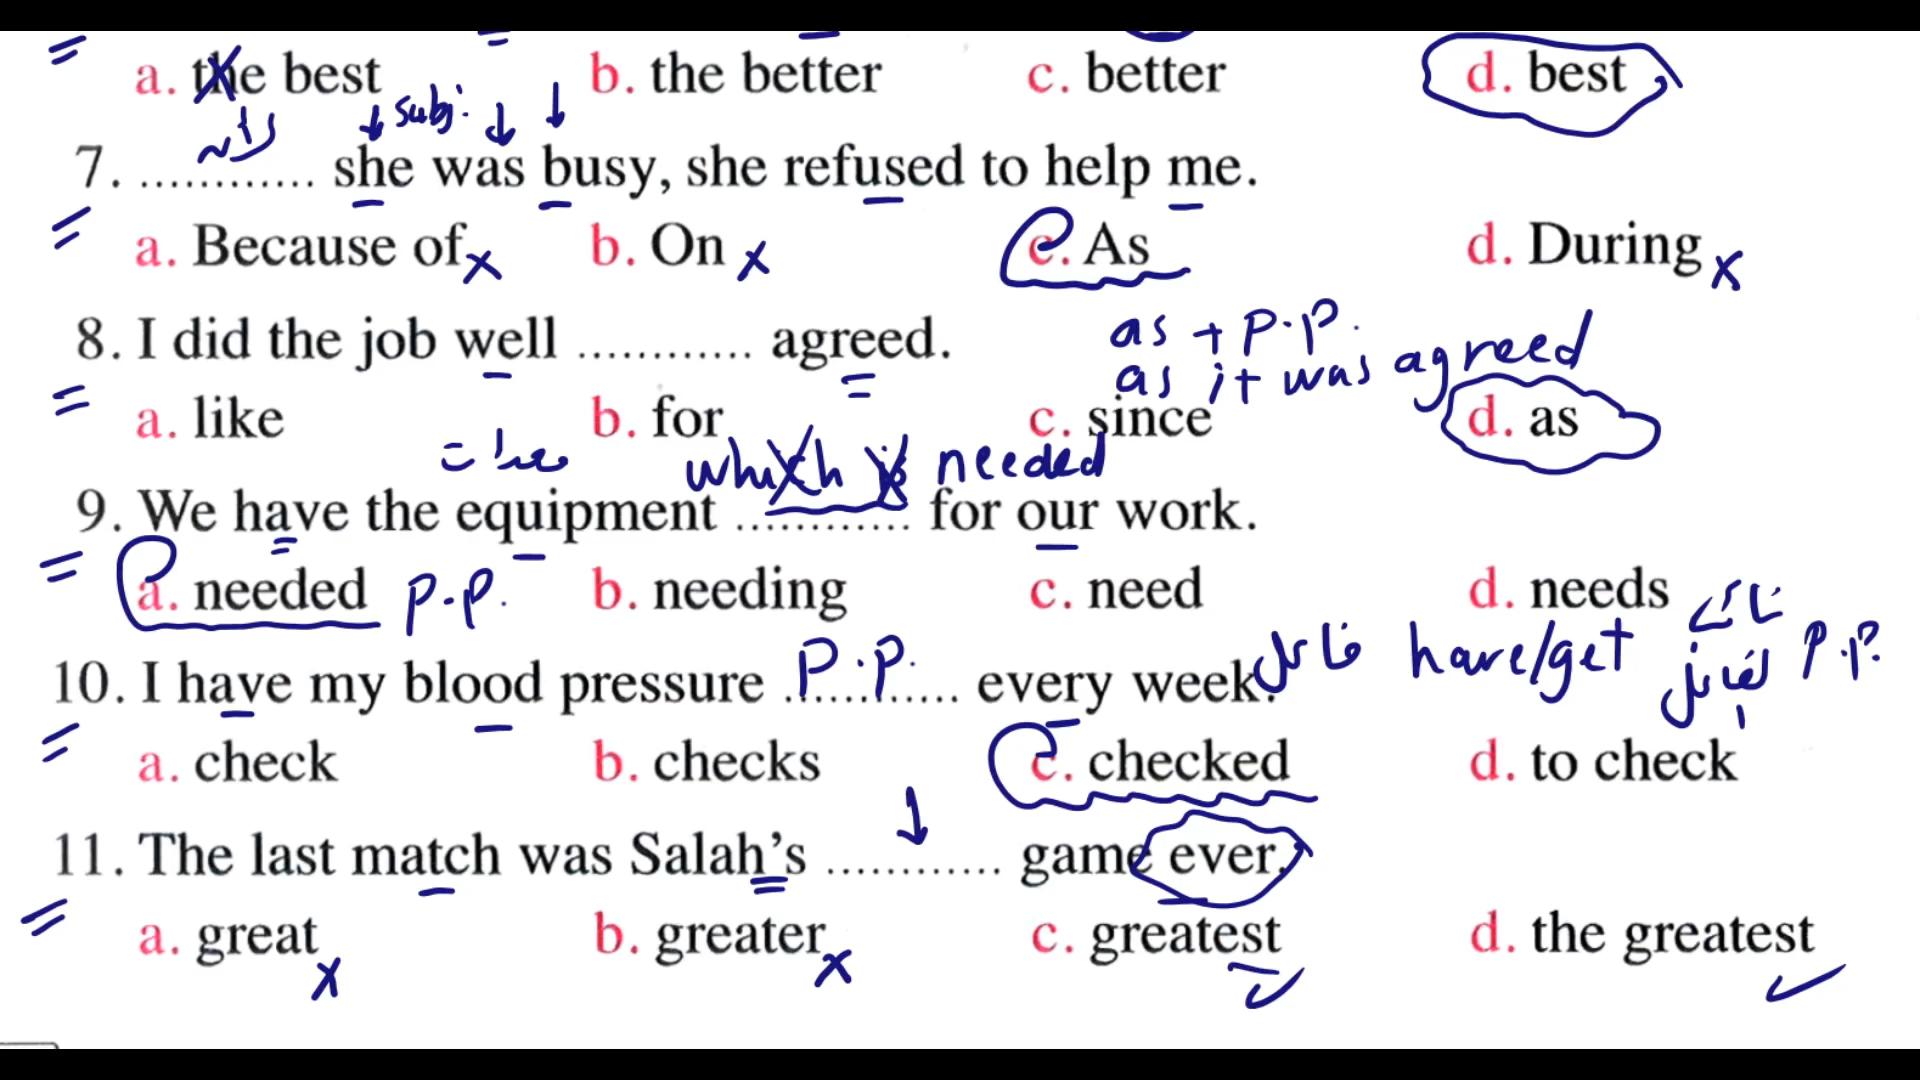 a. the best b. the better c. better d. best
subj.
7. ............ she was busy, she refused to help me.
a. Because of x b. On x c. As d. During x
as + p.p.
8. I did the job well ............ agreed.
as it was agreed
a. like b. for c. since d. as
which is needed
9. We have the equipment ............ for our work.
a. needed p.p. b. needing c. need d. needs
10. I have my blood pressure ............ every week.
p.p. فاعل have/get p.p.
a. check b. checks c. checked d. to check
11. The last match was Salah's ............ game ever.
a. great x b. greater x c. greatest d. the greatest